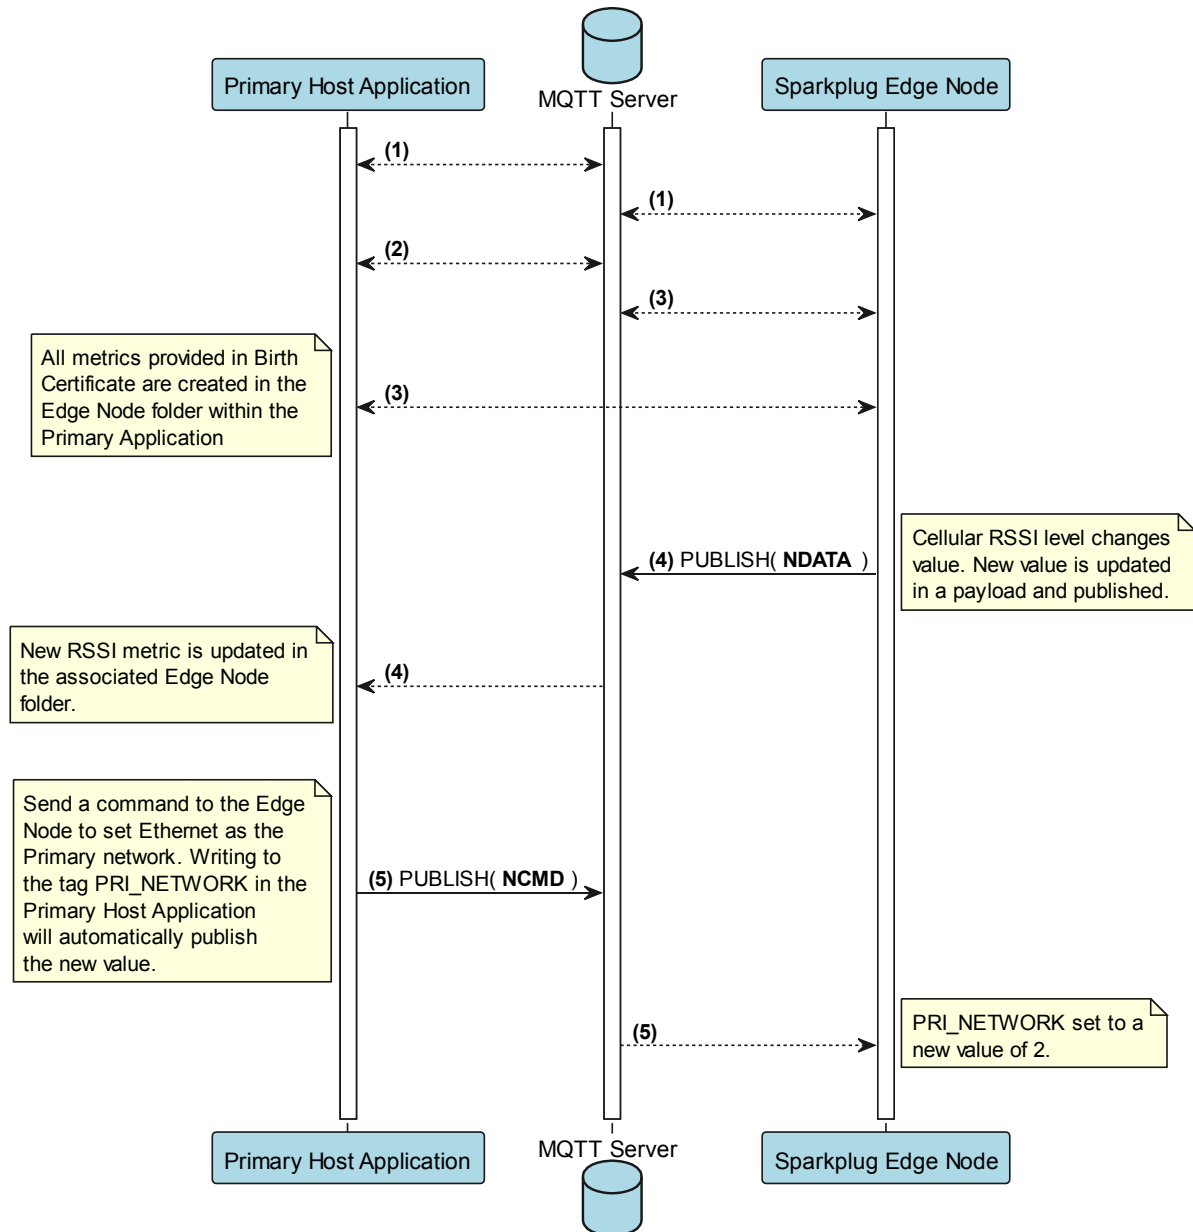 Primary Host Application
MQTT Server
Sparkplug Edge Node
(1)
(1)
(2)
(3)
All metrics provided in Birth
Certificate are created in the
Edge Node folder within the
Primary Application
(3)
Cellular RSSI level changes
value. New value is updated
in a payload and published.
(4) PUBLISH( NDATA )
New RSSI metric is updated in
the associated Edge Node
folder.
(4)
Send a command to the Edge
Node to set Ethernet as the
Primary network. Writing to
the tag PRI_NETWORK in the
Primary Host Application
will automatically publish
the new value.
(5) PUBLISH( NCMD )
(5)
PRI_NETWORK set to a
new value of 2.
Primary Host Application
MQTT Server
Sparkplug Edge Node